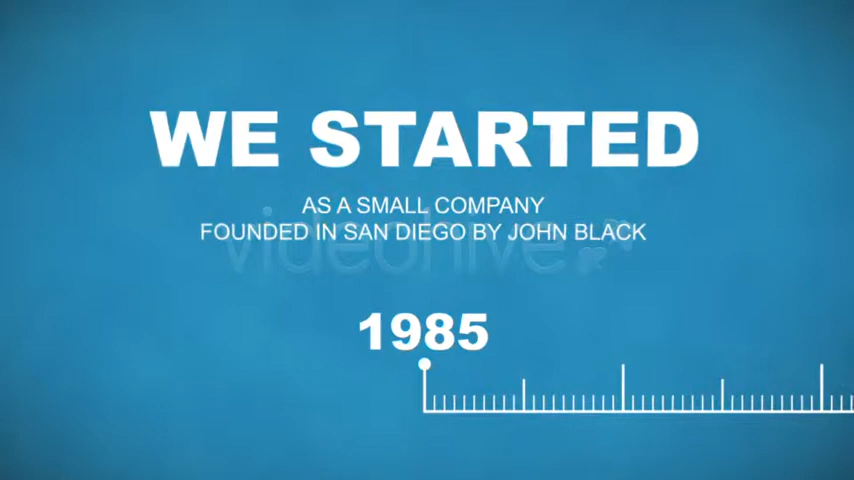 WE STARTED
AS A SMALL COMPANY
FOUNDED IN SAN DIEGO BY JOHN BLACK
videohive
1985